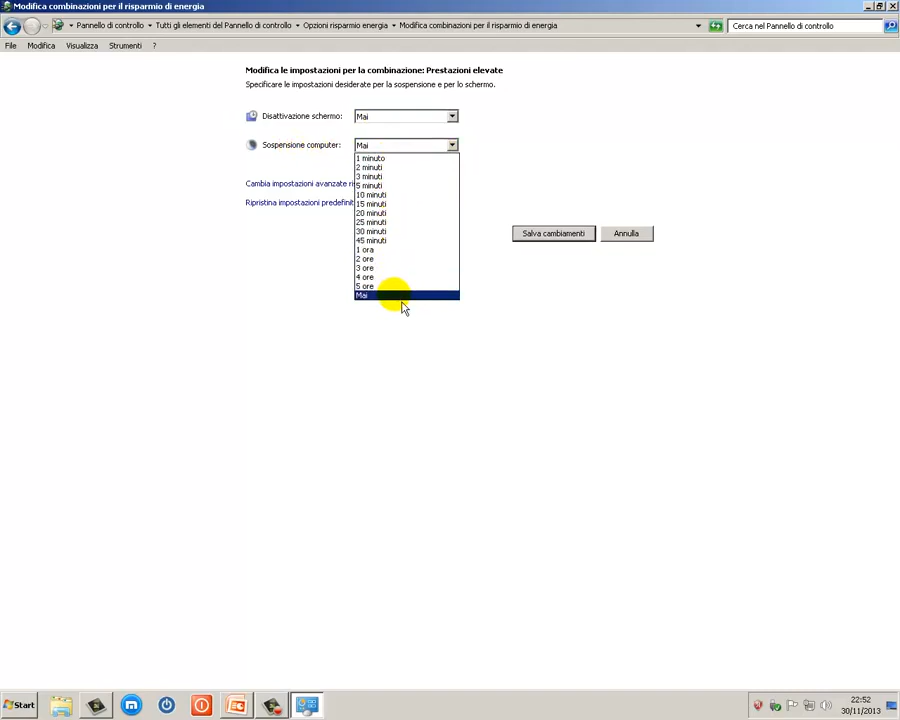 Modifica combinazioni per il risparmio di energia
Pannello di controllo Tutti gli elementi del Pannello di controllo Opzioni risparmio energia Modifica combinazioni per il risparmio di energia
Cerca nel Pannello di controllo
File Modifica Visualizza Strumenti ?
Modifica le impostazioni per la combinazione: Prestazioni elevate
Specificare le impostazioni desiderate per la sospensione e per lo schermo.
Disattivazione schermo: Mai
Sospensione computer: Mai
1 minuto
2 minuti
3 minuti
5 minuti
10 minuti
15 minuti
20 minuti
25 minuti
30 minuti
45 minuti
1 ora
2 ore
3 ore
4 ore
5 ore
Mai
Cambia impostazioni avanzate ri
Ripristina impostazioni predefinit
Salva cambiamenti Annulla
Start
22:52
30/11/2013